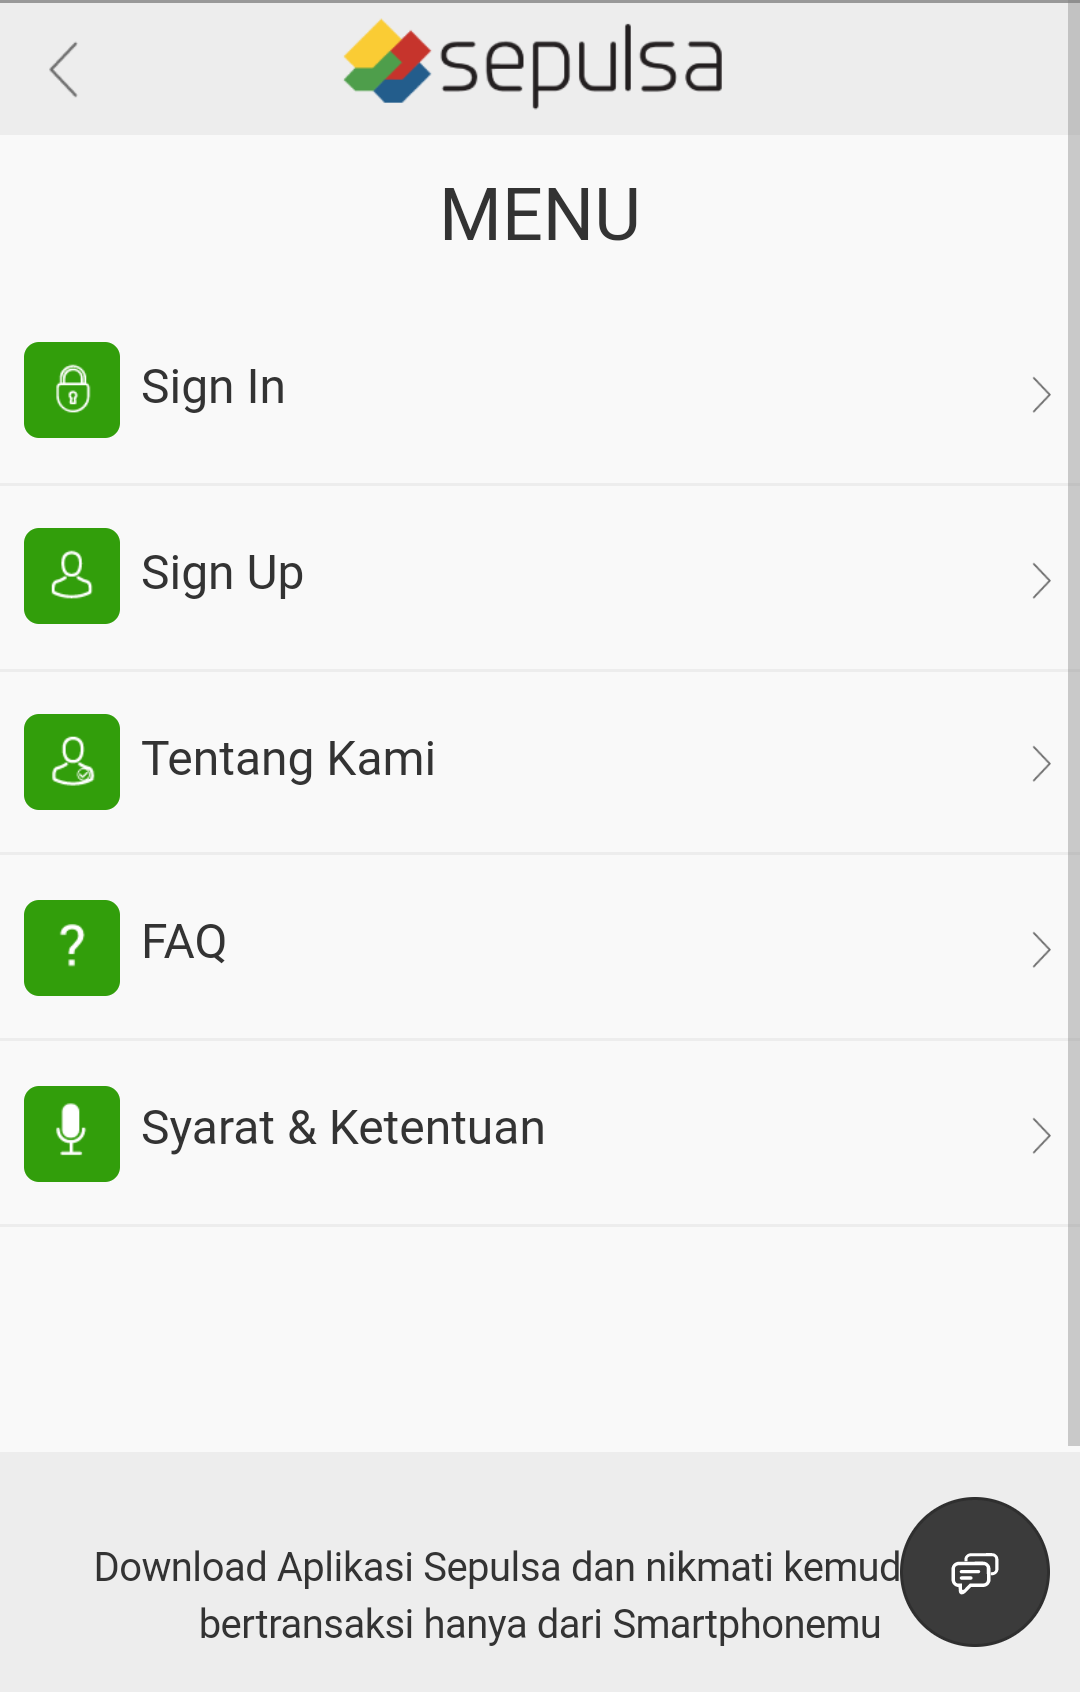 sepulsa
MENU
Sign In
Sign Up
Tentang Kami
FAQ
Syarat & Ketentuan
Download Aplikasi Sepulsa dan nikmati kemud
bertransaksi hanya dari Smartphonemu